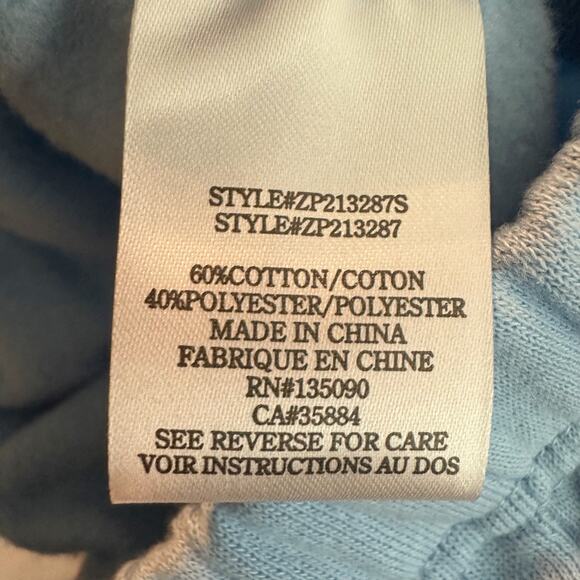 STYLE#ZP213287S
STYLE#ZP213287
60%COTTON/COTON
40%POLYESTER/POLYESTER
MADE IN CHINA
FABRIQUE EN CHINE
RN#135090
CA#35884
SEE REVERSE FOR CARE
VOIR INSTRUCTIONS AU DOS